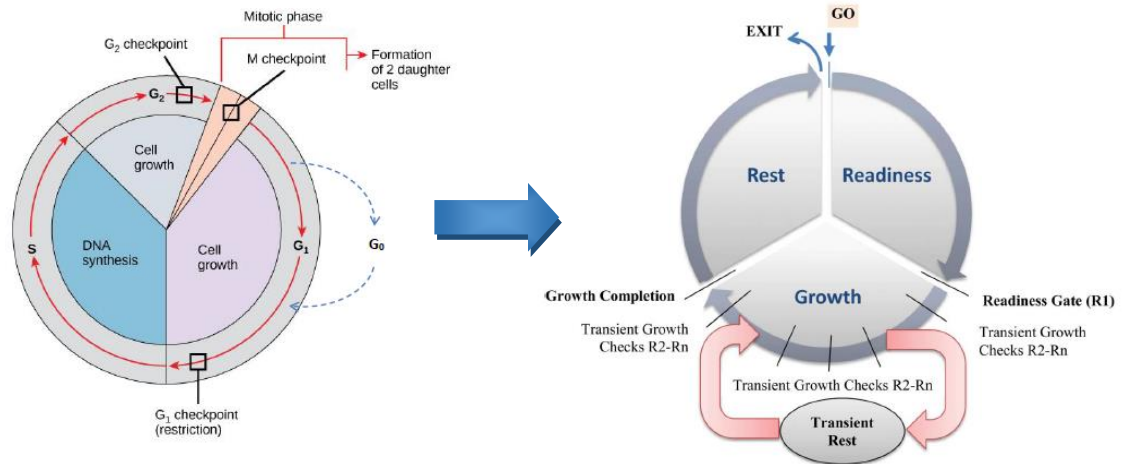 Mitotic phase
G₂ checkpoint
M checkpoint
Formation
of 2 daughter
cells
G₂
Cell
growth
DNA
synthesis
Cell
growth
S
G₁
G₀
G₁ checkpoint
(restriction)
GO
EXIT
Rest
Readiness
Growth
Growth Completion
Readiness Gate (R1)
Transient Growth
Checks R2-Rn
Transient Growth
Checks R2-Rn
Transient Growth Checks R2-Rn
Transient
Rest